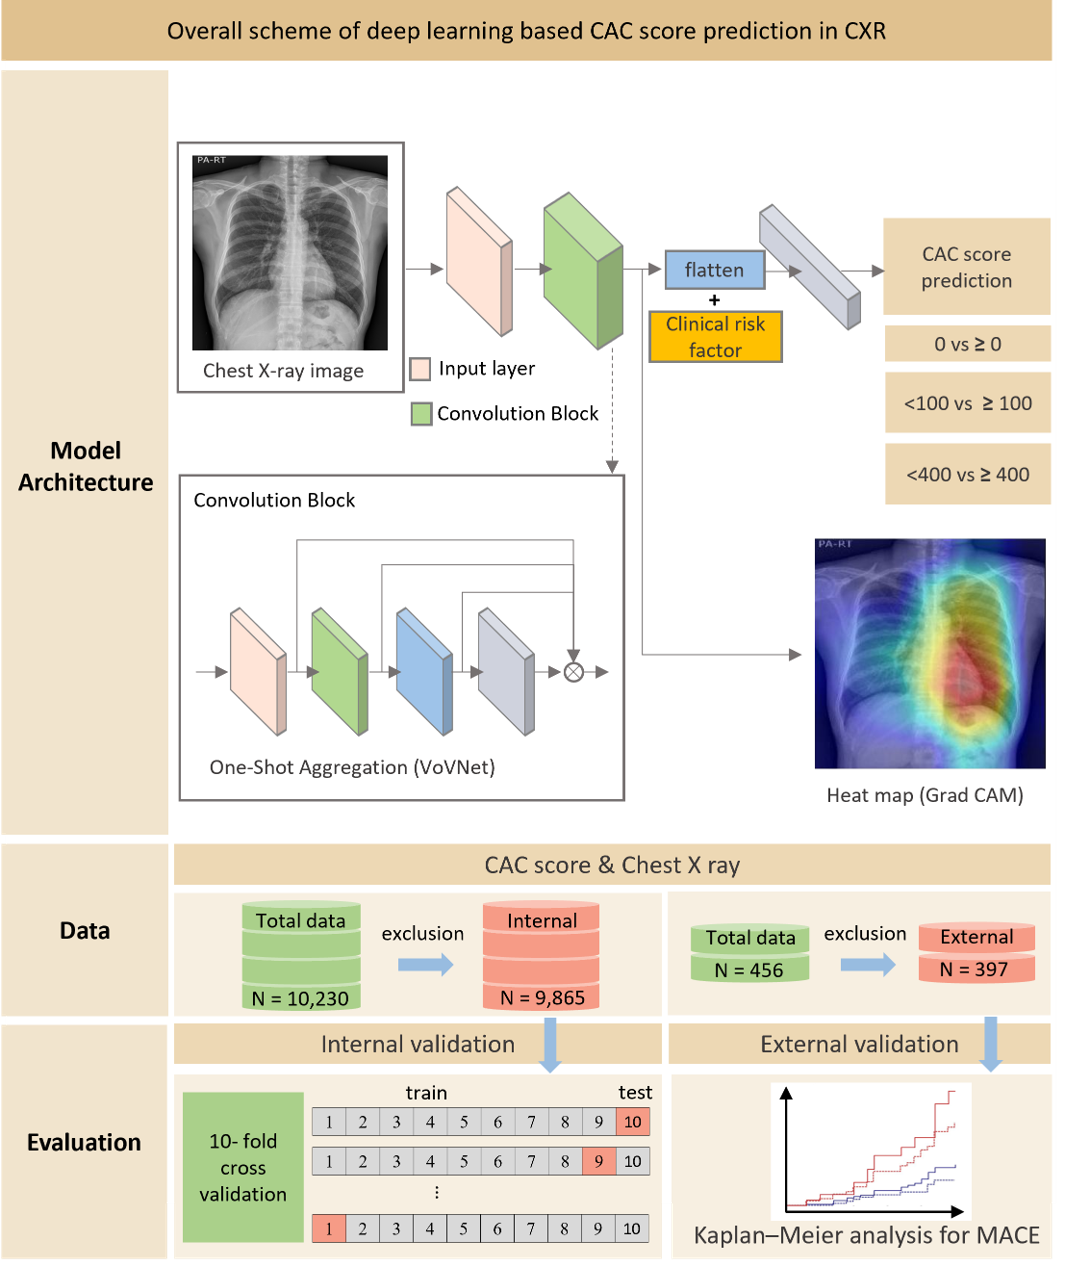 Overall scheme of deep learning based CAC score prediction in CXR
Model
Architecture
PA-RT
Chest X-ray image
Input layer
Convolution Block
flatten
+
Clinical risk
factor
CAC score
prediction
0 vs ≥ 0
<100 vs ≥ 100
<400 vs ≥ 400
Convolution Block
One-Shot Aggregation (VoVNet)
PA-RT
Heat map (Grad CAM)
Data
CAC score & Chest X ray
Total data
N = 10,230
exclusion
Internal
N = 9,865
Total data
N = 456
exclusion
External
N = 397
Evaluation
Internal validation
10- fold
cross
validation
train test
1 2 3 4 5 6 7 8 9 10
1 2 3 4 5 6 7 8 9 10
⋮
1 2 3 4 5 6 7 8 9 10
External validation
Kaplan–Meier analysis for MACE